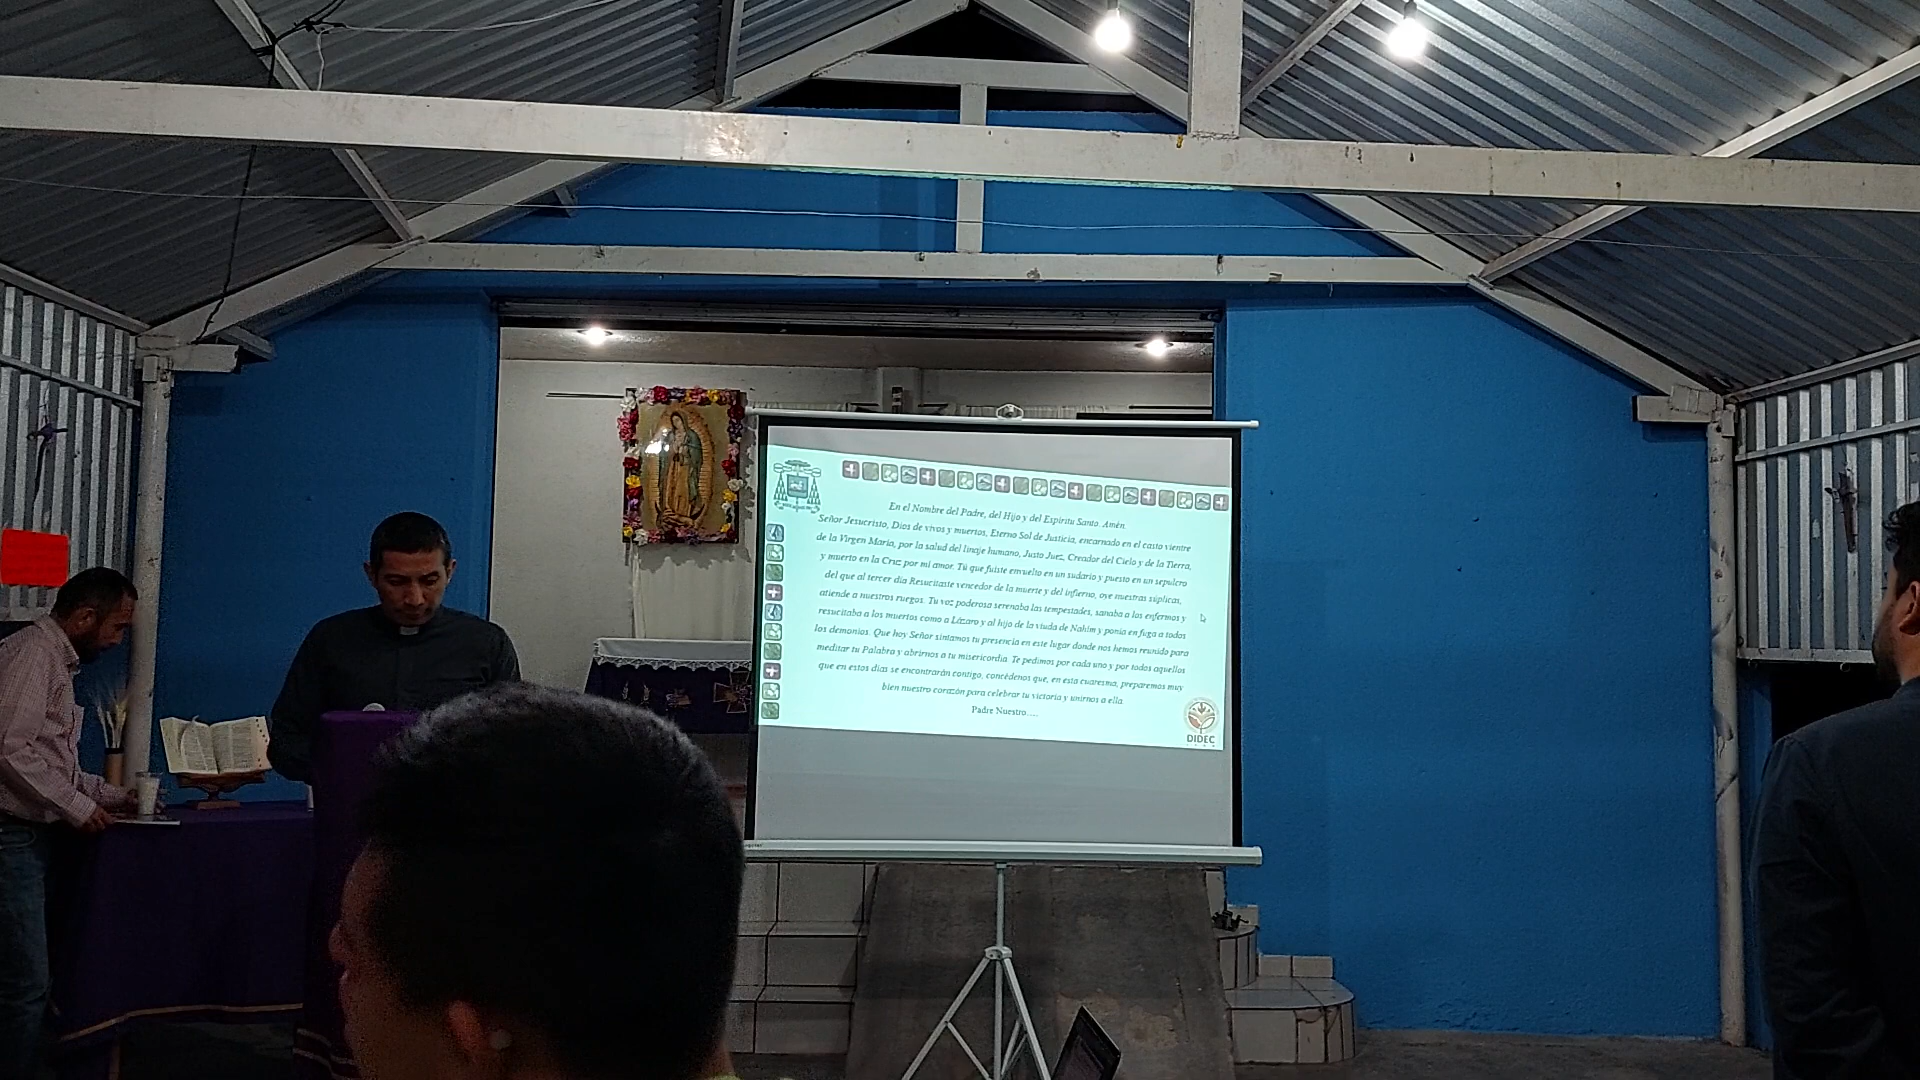 En el Nombre del Padre, del Hijo y del Espíritu Santo. Amén.
Señor Jesucristo, Dios de vivos y muertos, Eterno Sol de Justicia, encarnado en el casto vientre
de la Virgen María, por la salud del linaje humano, Justo Juez, Creador del Cielo y de la Tierra,
y muerto en la Cruz por mi amor. Tú que fuiste envuelto en un sudario y puesto en un sepulcro
del que al tercer día Resucitaste vencedor de la muerte y del infierno, oye nuestras súplicas,
atiende a nuestros ruegos. Tu voz poderosa serenaba las tempestades, sanaba a los enfermos y
resucitaba a los muertos como a Lázaro y al hijo de la viuda de Nahim y ponía en fuga a todos
los demonios. Que hoy Señor sintamos tu presencia en este lugar donde nos hemos reunido para
meditar tu Palabra y abrirnos a tu misericordia. Te pedimos por cada uno y por todos aquellos
que en estos días se encontrarán contigo, concédenos que, en esta cuaresma, preparemos muy
bien nuestro corazón para celebrar tu victoria y unirnos a ella.
Padre Nuestro....
DIDEC